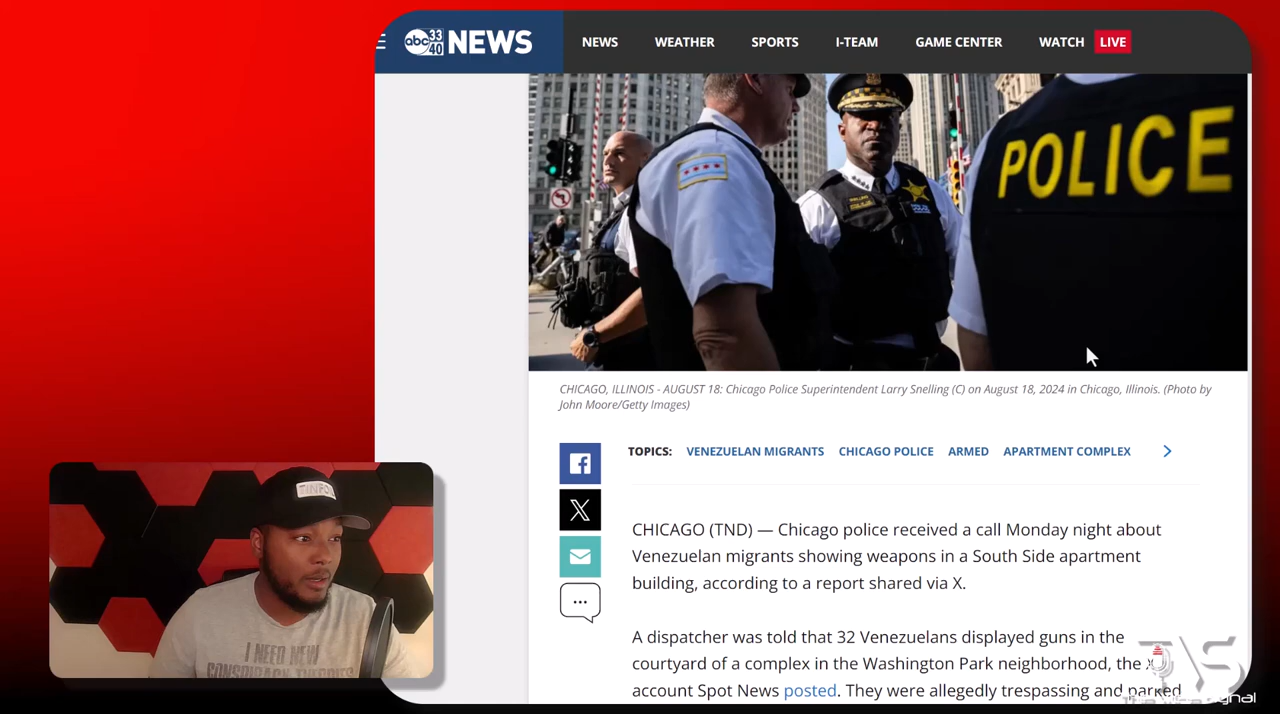 abc 33 40 NEWS
NEWS WEATHER SPORTS I-TEAM GAME CENTER WATCH LIVE
POLICE
CHICAGO, ILLINOIS - AUGUST 18: Chicago Police Superintendent Larry Snelling (C) on August 18, 2024 in Chicago, Illinois. (Photo by
John Moore/Getty Images)
TOPICS: VENEZUELAN MIGRANTS CHICAGO POLICE ARMED APARTMENT COMPLEX
CHICAGO (TND) — Chicago police received a call Monday night about
Venezuelan migrants showing weapons in a South Side apartment
building, according to a report shared via X.
A dispatcher was told that 32 Venezuelans displayed guns in the
courtyard of a complex in the Washington Park neighborhood, the X
account Spot News posted. They were allegedly trespassing and parked
I NEED NEW
CONSPIRACY THEORIES